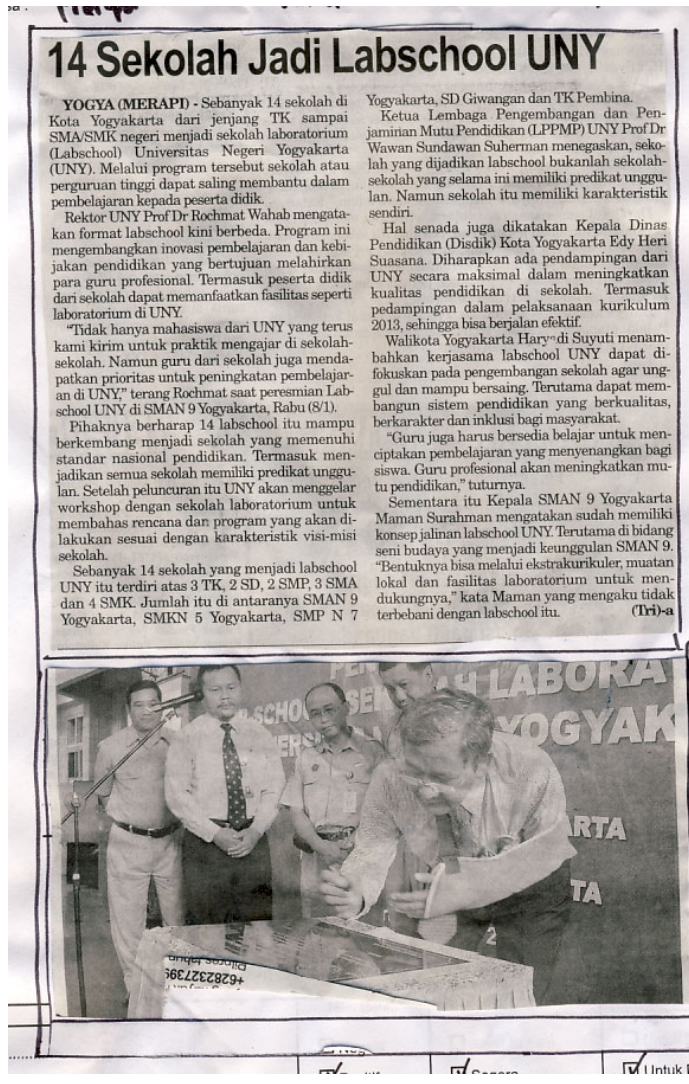 14 Sekolah Jadi Labschool UNY
YOGYA (MERAPI) - Sebanyak 14 sekolah di
Kota Yogyakarta dari jenjang TK sampai
SMA/SMK negeri menjadi sekolah laboratorium
(Labschool) Universitas Negeri Yogyakarta
(UNY). Melalui program tersebut sekolah atau
perguruan tinggi dapat saling membantu dalam
pembelajaran kepada peserta didik.
Rektor UNY Prof Dr Rochmat Wahab mengata-
kan format labschool kini berbeda. Program ini
mengembangkan inovasi pembelajaran dan kebi-
jakan pendidikan yang bertujuan melahirkan
para guru profesional. Termasuk peserta didik
dari sekolah dapat memanfaatkan fasilitas seperti
laboratorium di UNY.
"Tidak hanya mahasiswa dari UNY yang terus
kami kirim untuk praktik mengajar di sekolah-
sekolah. Namun guru dari sekolah juga menda-
patkan prioritas untuk peningkatan pembelajar-
an di UNY," terang Rochmat saat peresmian Lab-
school UNY di SMAN 9 Yogyakarta, Rabu (8/1).
Pihaknya berharap 14 labschool itu mampu
berkembang menjadi sekolah yang memenuhi
standar nasional pendidikan. Termasuk men-
jadikan semua sekolah memiliki predikat unggu-
lan. Setelah peluncuran itu UNY akan menggelar
workshop dengan sekolah laboratorium untuk
membahas rencana dan program yang akan di-
lakukan sesuai dengan karakteristik visi-misi
sekolah.
Sebanyak 14 sekolah yang menjadi labschool
UNY itu terdiri atas 3 TK, 2 SD, 2 SMP, 3 SMA
dan 4 SMK. Jumlah itu di antaranya SMAN 9
Yogyakarta, SMKN 5 Yogyakarta, SMP N 7
Yogyakarta, SD Giwangan dan TK Pembina.
Ketua Lembaga Pengembangan dan Pen-
jaminan Mutu Pendidikan (LPPMP) UNY Prof Dr
Wawan Sundawan Suherman menegaskan, seko-
lah yang dijadikan labschool bukanlah sekolah-
sekolah yang selama ini memiliki predikat unggu-
lan. Namun sekolah itu memiliki karakteristik
sendiri.
Hal senada juga dikatakan Kepala Dinas
Pendidikan (Disdik) Kota Yogyakarta Edy Heri
Suasana. Diharapkan ada pendampingan dari
UNY secara maksimal dalam meningkatkan
kualitas pendidikan di sekolah. Termasuk
pedampingan dalam pelaksanaan kurikulum
2013, sehingga bisa berjalan efektif.
Walikota Yogyakarta Haryadi Suyuti menam-
bahkan kerjasama labschool UNY dapat di-
fokuskan pada pengembangan sekolah agar ung-
gul dan mampu bersaing. Terutama dapat mem-
bangun sistem pendidikan yang berkualitas,
berkarakter dan inklusi bagi masyarakat.
"Guru juga harus bersedia belajar untuk men-
ciptakan pembelajaran yang menyenangkan bagi
siswa. Guru profesional akan meningkatkan mu-
tu pendidikan," tuturnya.
Sementara itu Kepala SMAN 9 Yogyakarta
Maman Surahman mengatakan sudah memiliki
konsep jalinan labschool UNY. Terutama di bidang
seni budaya yang menjadi keunggulan SMAN 9.
"Bentuknya bisa melalui ekstrakurikuler, muatan
lokal dan fasilitas laboratorium untuk men-
dukungnya," kata Maman yang mengaku tidak
terbebani dengan labschool itu. (Tri)-a
LABORA
YOGYAK
ARTA
TA
2
+6282327399
Segera
Untuk